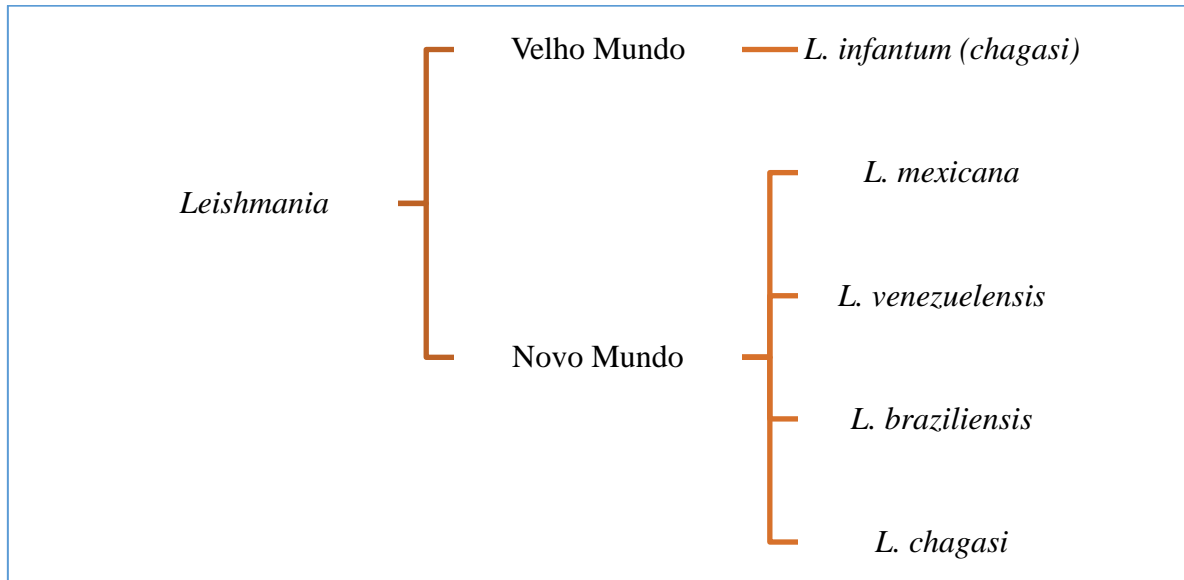 Velho Mundo
L. infantum (chagasi)
Leishmania
L. mexicana
L. venezuelensis
Novo Mundo
L. braziliensis
L. chagasi